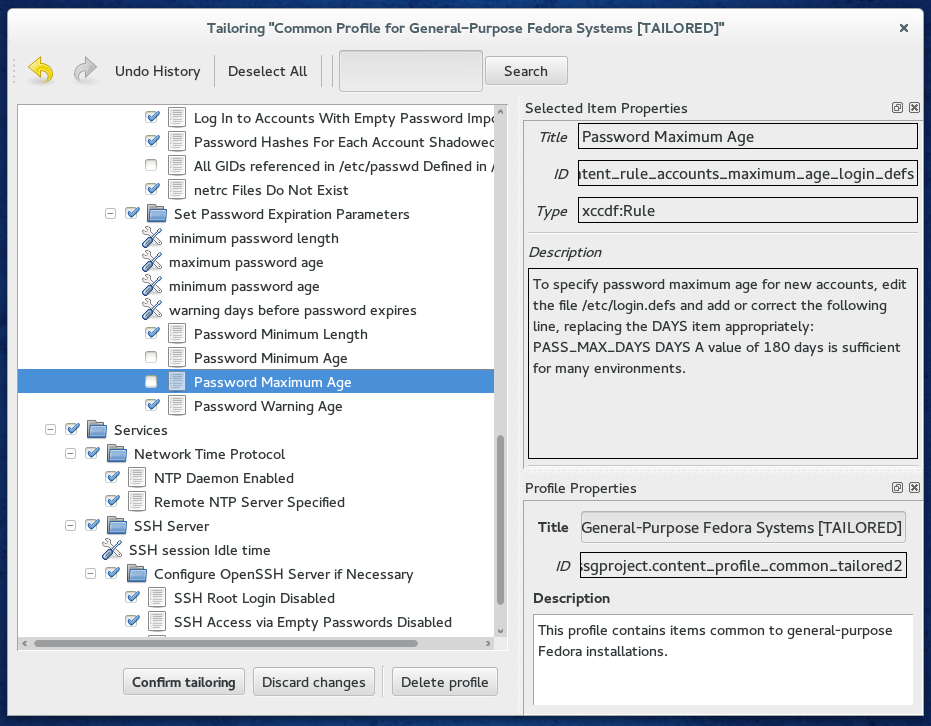 Tailoring "Common Profile for General-Purpose Fedora Systems [TAILORED]"
Undo History
Deselect All
Search
Log In to Accounts With Empty Password Impo
Password Hashes For Each Account Shadowed
All GIDs referenced in /etc/passwd Defined in /
netrc Files Do Not Exist
Set Password Expiration Parameters
minimum password length
maximum password age
minimum password age
warning days before password expires
Password Minimum Length
Password Minimum Age
Password Maximum Age
Password Warning Age
Services
Network Time Protocol
NTP Daemon Enabled
Remote NTP Server Specified
SSH Server
SSH session Idle time
Configure OpenSSH Server if Necessary
SSH Root Login Disabled
SSH Access via Empty Passwords Disabled
Confirm tailoring
Discard changes
Delete profile
Selected Item Properties
Title Password Maximum Age
ID ntent_rule_accounts_maximum_age_login_defs
Type xccdf:Rule
Description
To specify password maximum age for new accounts, edit
the file /etc/login.defs and add or correct the following
line, replacing the DAYS item appropriately:
PASS_MAX_DAYS DAYS A value of 180 days is sufficient
for many environments.
Profile Properties
Title General-Purpose Fedora Systems [TAILORED]
ID ssgproject.content_profile_common_tailored2
Description
This profile contains items common to general-purpose
Fedora installations.